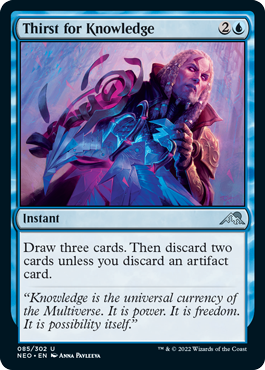 Thirst for Knowledge 2
Instant
Draw three cards. Then discard two
cards unless you discard an artifact
card.
“Knowledge is the universal currency of
the Multiverse. It is power. It is freedom.
It is possibility itself.”
085/302 U
NEO • EN Anna Pavleeva
™ & © 2022 Wizards of the Coast